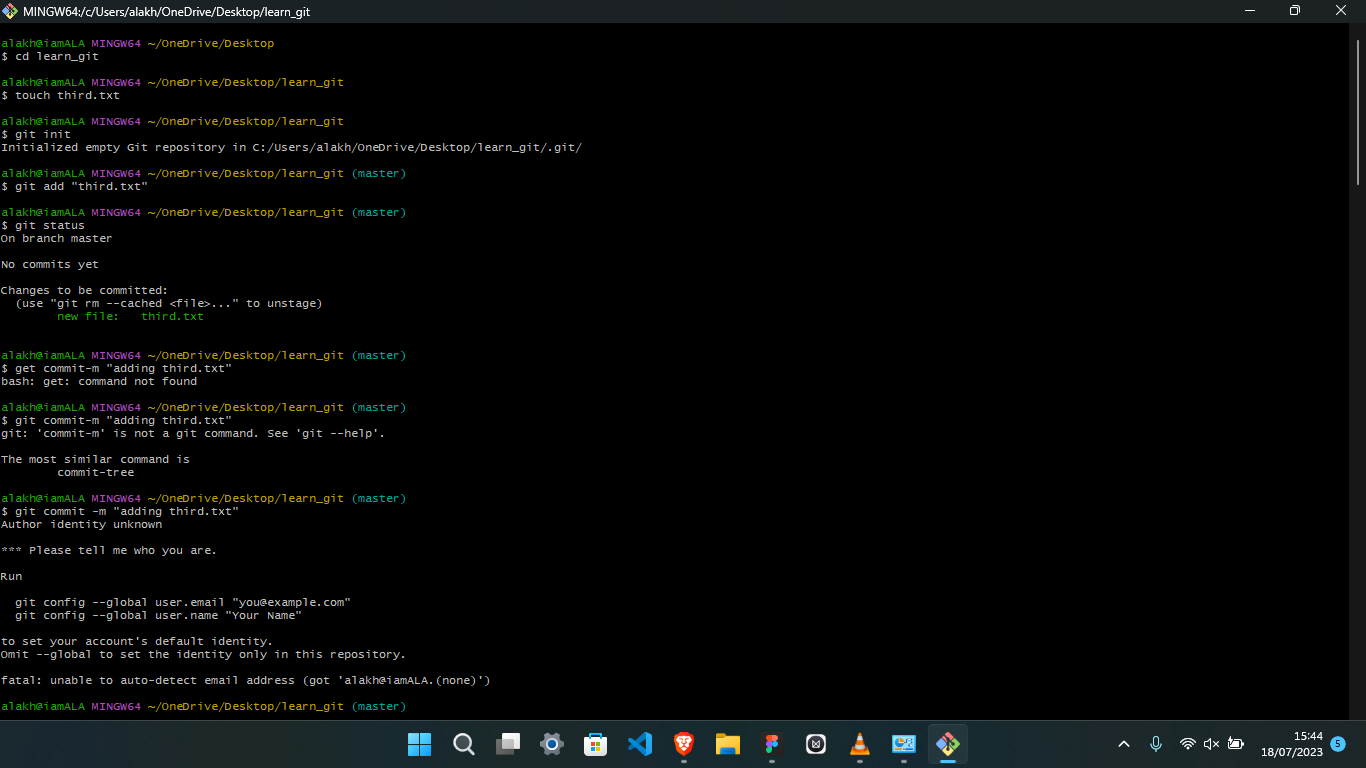 MINGW64:/c/Users/alakh/OneDrive/Desktop/learn_git
alakh@iamALA MINGW64 ~/OneDrive/Desktop
$ cd learn_git
alakh@iamALA MINGW64 ~/OneDrive/Desktop/learn_git
$ touch third.txt
alakh@iamALA MINGW64 ~/OneDrive/Desktop/learn_git
$ git init
Initialized empty Git repository in C:/Users/alakh/OneDrive/Desktop/learn_git/.git/
alakh@iamALA MINGW64 ~/OneDrive/Desktop/learn_git (master)
$ git add "third.txt"
alakh@iamALA MINGW64 ~/OneDrive/Desktop/learn_git (master)
$ git status
On branch master
No commits yet
Changes to be committed:
  (use "git rm --cached <file>..." to unstage)
        new file:   third.txt
alakh@iamALA MINGW64 ~/OneDrive/Desktop/learn_git (master)
$ get commit-m "adding third.txt"
bash: get: command not found
alakh@iamALA MINGW64 ~/OneDrive/Desktop/learn_git (master)
$ git commit-m "adding third.txt"
git: 'commit-m' is not a git command. See 'git --help'.
The most similar command is
        commit-tree
alakh@iamALA MINGW64 ~/OneDrive/Desktop/learn_git (master)
$ git commit -m "adding third.txt"
Author identity unknown
*** Please tell me who you are.
Run
  git config --global user.email "you@example.com"
  git config --global user.name "Your Name"
to set your account's default identity.
Omit --global to set the identity only in this repository.
fatal: unable to auto-detect email address (got 'alakh@iamALA.(none)')
alakh@iamALA MINGW64 ~/OneDrive/Desktop/learn_git (master)
15:44
18/07/2023
5